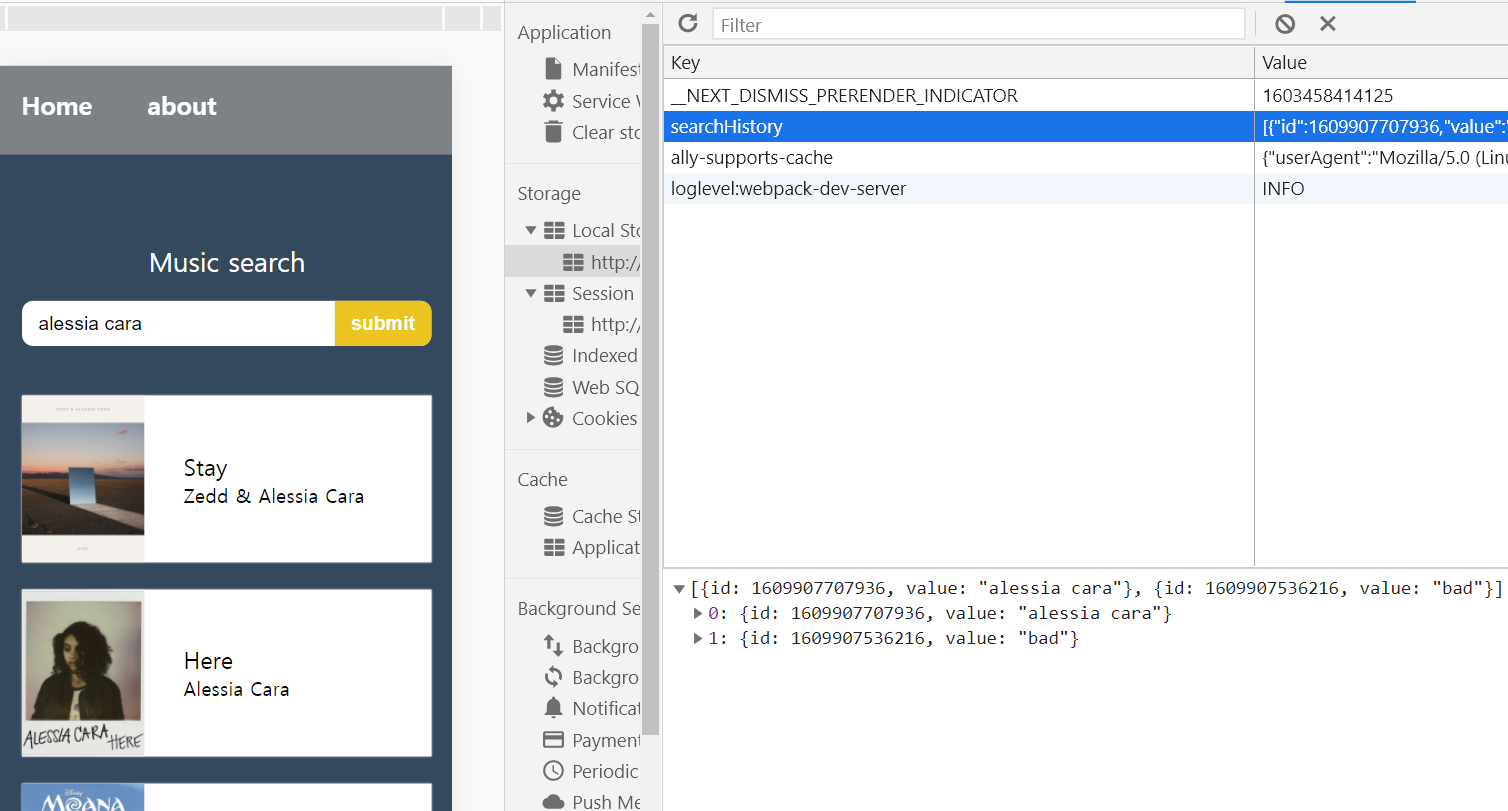 Home about
Music search
alessia cara submit
ZEDD & ALESSIA CARA
STAY
Stay
Zedd & Alessia Cara
ALESSIA CARA, HERE
Here
Alessia Cara
Disney
MOANA
Application
Manifest
Service W
Clear sto
Storage
Local Sto
http://
Session
http://
Indexed
Web SQ
Cookies
Cache
Cache St
Applicat
Background Se
Backgro
Backgro
Notificat
Payment
Periodic
Push Me
Filter
Key Value
__NEXT_DISMISS_PRERENDER_INDICATOR 1603458414125
searchHistory [{"id":1609907707936,"value":"
ally-supports-cache {"userAgent":"Mozilla/5.0 (Linu
loglevel:webpack-dev-server INFO
[{id: 1609907707936, value: "alessia cara"}, {id: 1609907536216, value: "bad"}]
0: {id: 1609907707936, value: "alessia cara"}
1: {id: 1609907536216, value: "bad"}